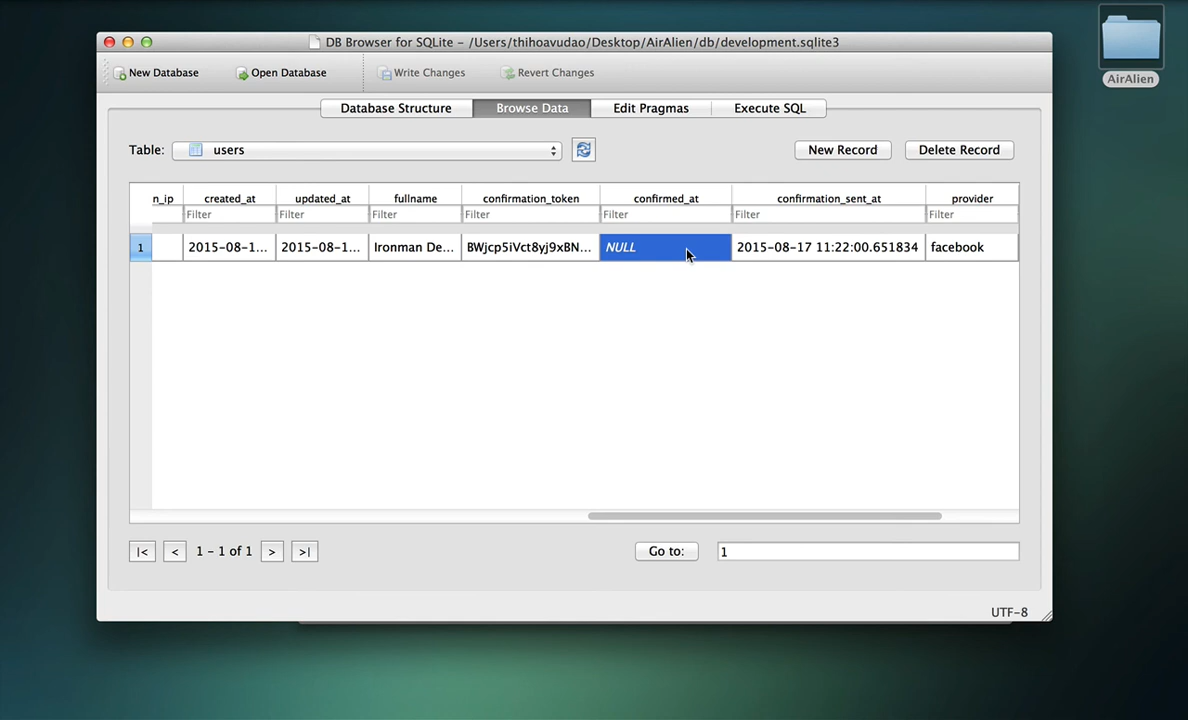 DB Browser for SQLite – /Users/thihoavudao/Desktop/AirAlien/db/development.sqlite3
AirAlien
New Database Open Database Write Changes Revert Changes
Database Structure Browse Data Edit Pragmas Execute SQL
Table: users New Record Delete Record
n_ip created_at updated_at fullname confirmation_token confirmed_at confirmation_sent_at provider
Filter Filter Filter Filter Filter Filter Filter
1 2015-08-1... 2015-08-1... Ironman De... BWjcp5iVct8yj9xBN... NULL 2015-08-17 11:22:00.651834 facebook
|< < 1 - 1 of 1 > >| Go to: 1
UTF-8